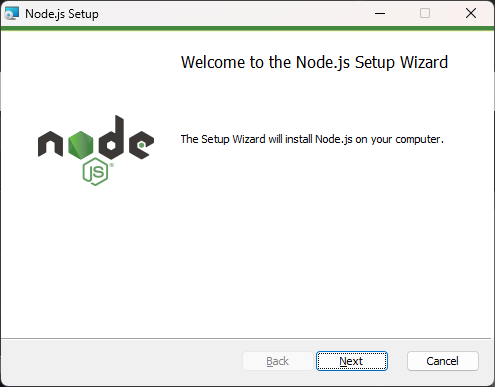 Node.js Setup
Welcome to the Node.js Setup Wizard
node
JS®
The Setup Wizard will install Node.js on your computer.
Back
Next
Cancel